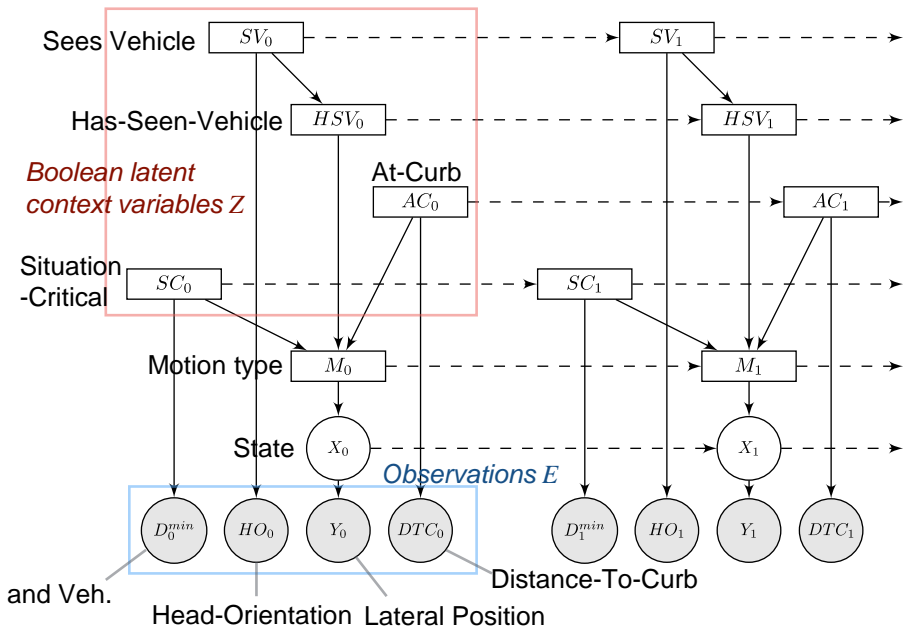 Sees Vehicle SV₀ SV₁
Has-Seen-Vehicle HSV₀ HSV₁
Boolean latent
context variables Z
At-Curb
AC₀ AC₁
Situation
-Critical
SC₀ SC₁
Motion type M₀ M₁
State X₀ X₁
Observations E
D₀ᵐⁱⁿ HO₀ Y₀ DTC₀ D₁ᵐⁱⁿ HO₁ Y₁ DTC₁
Distance-To-Curb
and Veh.
Head-Orientation Lateral Position